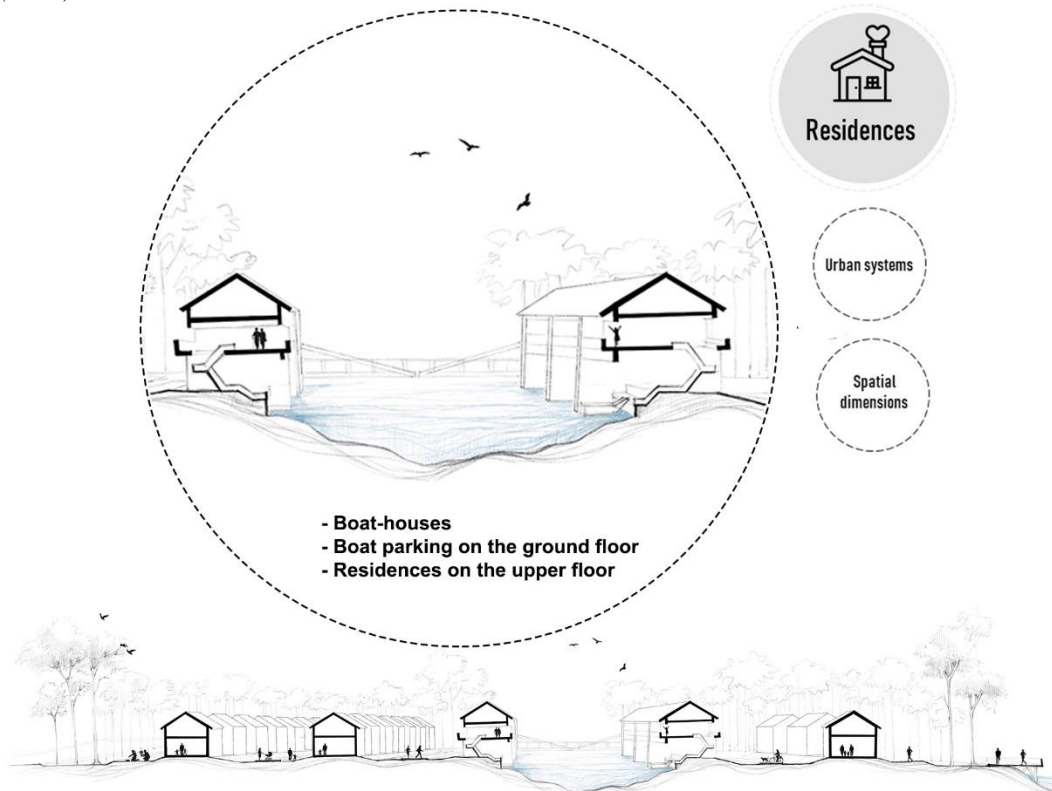 Residences
Urban systems
Spatial
dimensions
- Boat-houses
- Boat parking on the ground floor
- Residences on the upper floor